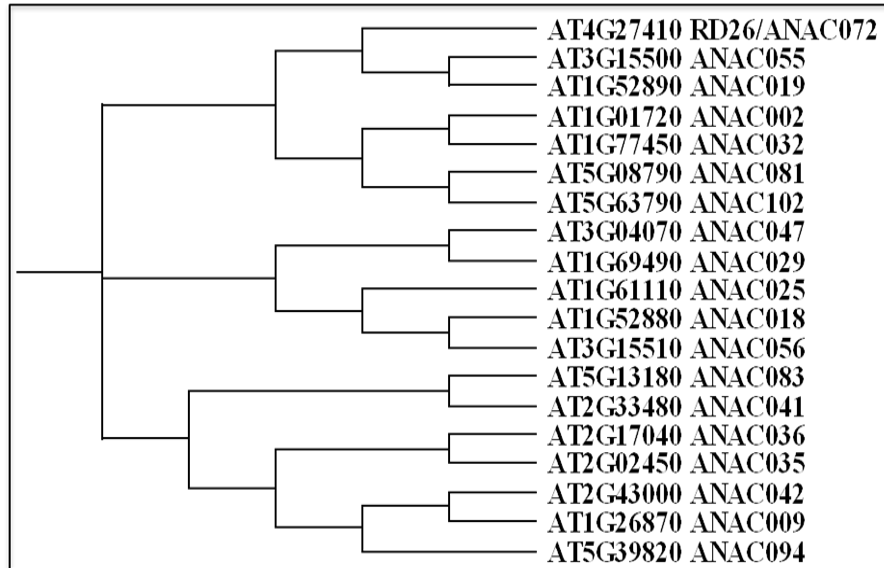 AT4G27410 RD26/ANAC072
AT3G15500 ANAC055
AT1G52890 ANAC019
AT1G01720 ANAC002
AT1G77450 ANAC032
AT5G08790 ANAC081
AT5G63790 ANAC102
AT3G04070 ANAC047
AT1G69490 ANAC029
AT1G61110 ANAC025
AT1G52880 ANAC018
AT3G15510 ANAC056
AT5G13180 ANAC083
AT2G33480 ANAC041
AT2G17040 ANAC036
AT2G02450 ANAC035
AT2G43000 ANAC042
AT1G26870 ANAC009
AT5G39820 ANAC094